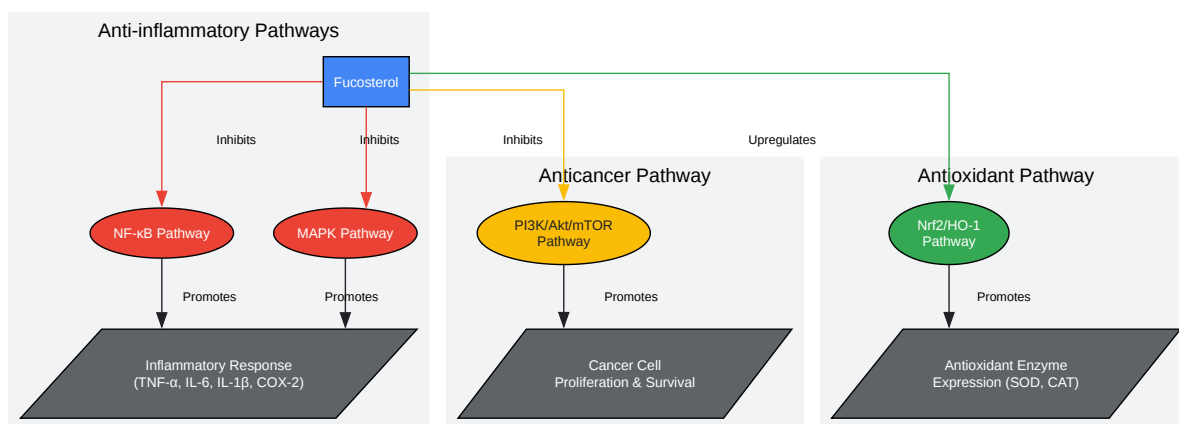 Anti-inflammatory Pathways
Fucosterol
Inhibits
Inhibits
Inhibits
Upregulates
Anticancer Pathway
Antioxidant Pathway
NF-κB Pathway
MAPK Pathway
PI3K/Akt/mTOR
Pathway
Nrf2/HO-1
Pathway
Promotes
Promotes
Promotes
Promotes
Inflammatory Response
(TNF-α, IL-6, IL-1β, COX-2)
Cancer Cell
Proliferation & Survival
Antioxidant Enzyme
Expression (SOD, CAT)